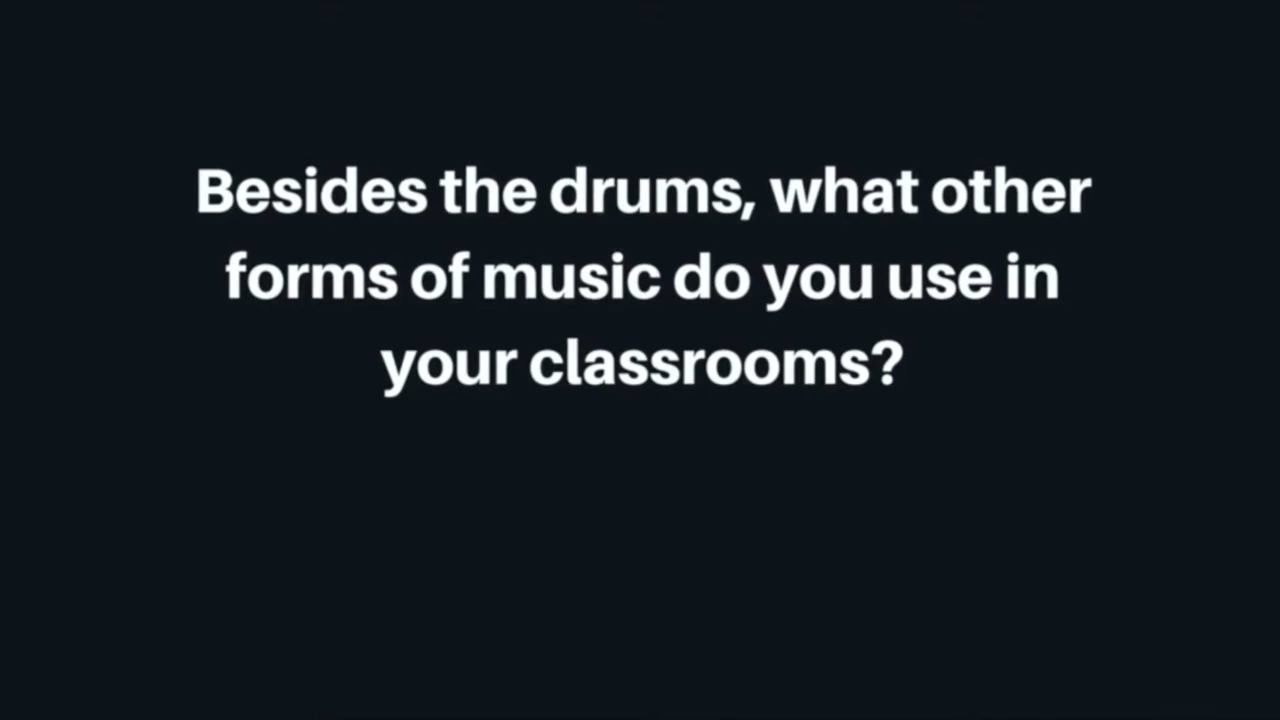 Besides the drums, what other
forms of music do you use in
your classrooms?